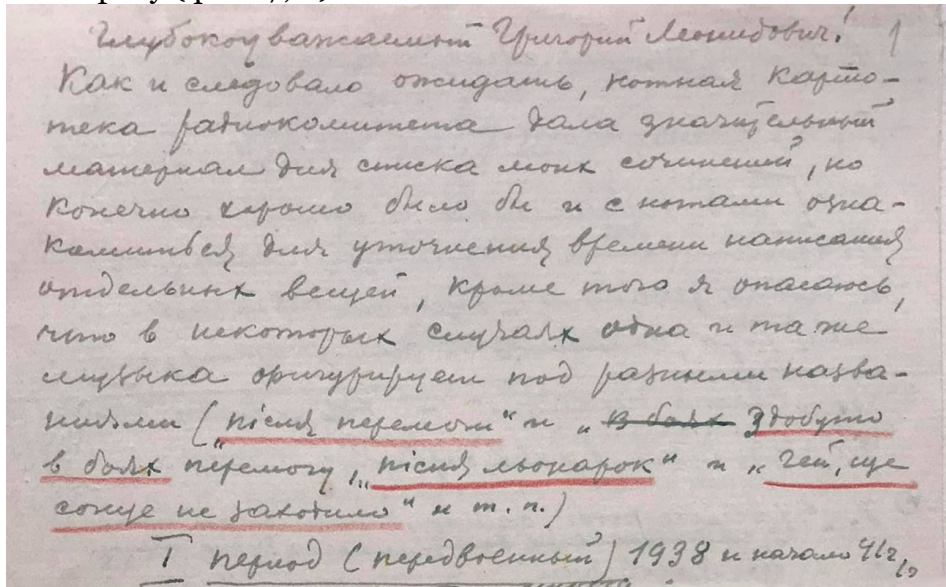 Глубокоуважаемый Григорий Леонидович! 1
Как и следовало ожидать, нотная карто-
тека радиокомитета дала значительный
материал для списка моих сочинений, но
конечно хорошо было бы и с нотами озна-
комиться для уточнения времени написания
отдельных вещей, кроме того я опасаюсь,
что в некоторых случаях одна и та же
музыка фигурирует под разными назва-
ниями („пісня перемоги“ и „в боях Здобуто
в боях перемогу, „пісня льонарок“ и „Гей, ще
сонце не заходило“ и т. п.)
I период (передвоенный) 1938 и начало 41 г.